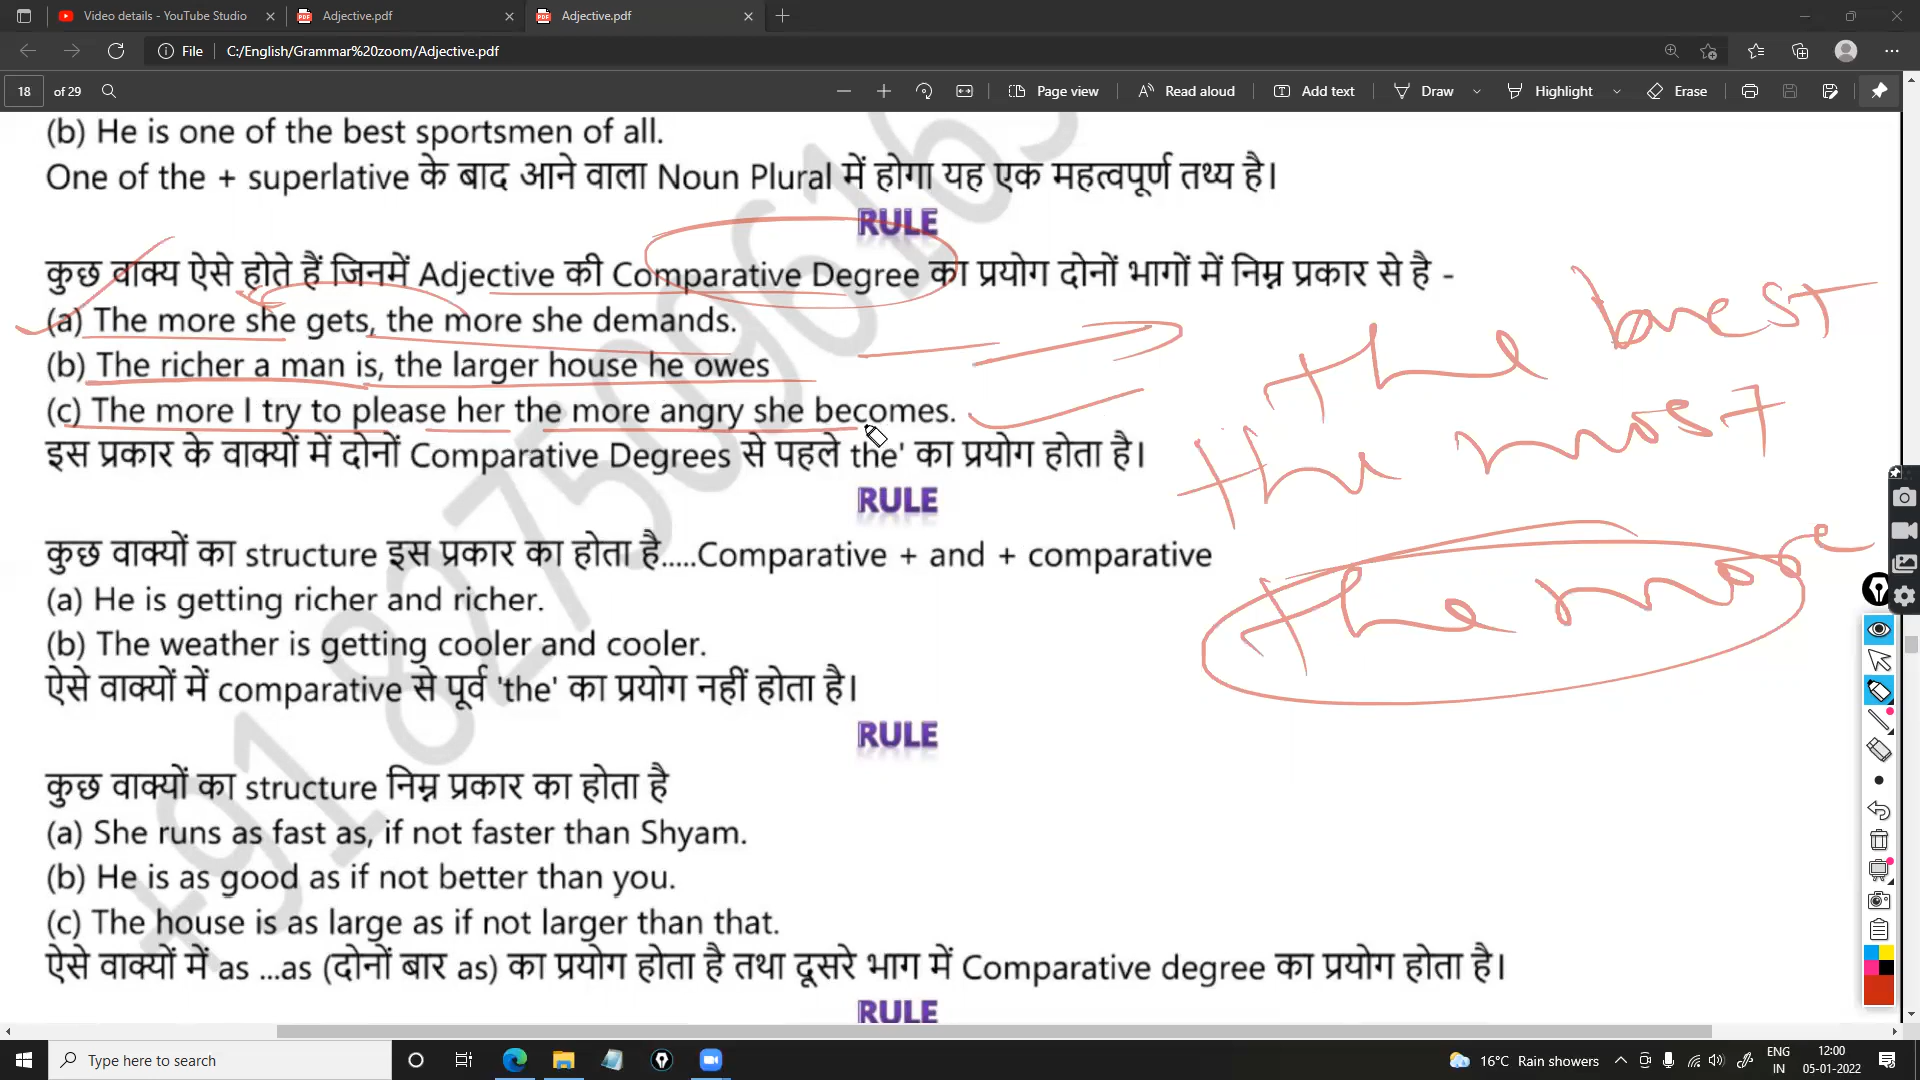 Video details - YouTube Studio
Adjective.pdf
Adjective.pdf
File
C:/English/Grammar%20zoom/Adjective.pdf
18 of 29
Page view
Read aloud
Add text
Draw
Highlight
Erase
(b) He is one of the best sportsmen of all.
One of the + superlative के बाद आने वाला Noun Plural में होगा यह एक महत्वपूर्ण तथ्य है।
RULE
कुछ वाक्य ऐसे होते हैं जिनमें Adjective की Comparative Degree का प्रयोग दोनों भागों में निम्न प्रकार से है -
(a) The more she gets, the more she demands.
(b) The richer a man is, the larger house he owes
(c) The more I try to please her the more angry she becomes.
इस प्रकार के वाक्यों में दोनों Comparative Degrees से पहले the' का प्रयोग होता है।
the
the most
the more
RULE
कुछ वाक्यों का structure इस प्रकार का होता है.....Comparative + and + comparative
(a) He is getting richer and richer.
(b) The weather is getting cooler and cooler.
ऐसे वाक्यों में comparative से पूर्व 'the' का प्रयोग नहीं होता है।
RULE
कुछ वाक्यों का structure निम्न प्रकार का होता है
(a) She runs as fast as, if not faster than Shyam.
(b) He is as good as if not better than you.
(c) The house is as large as if not larger than that.
ऐसे वाक्यों में as ...as (दोनों बार as) का प्रयोग होता है तथा दूसरे भाग में Comparative degree का प्रयोग होता है।
RULE
Type here to search
16°C Rain showers
ENG
IN
12:00
05-01-2022